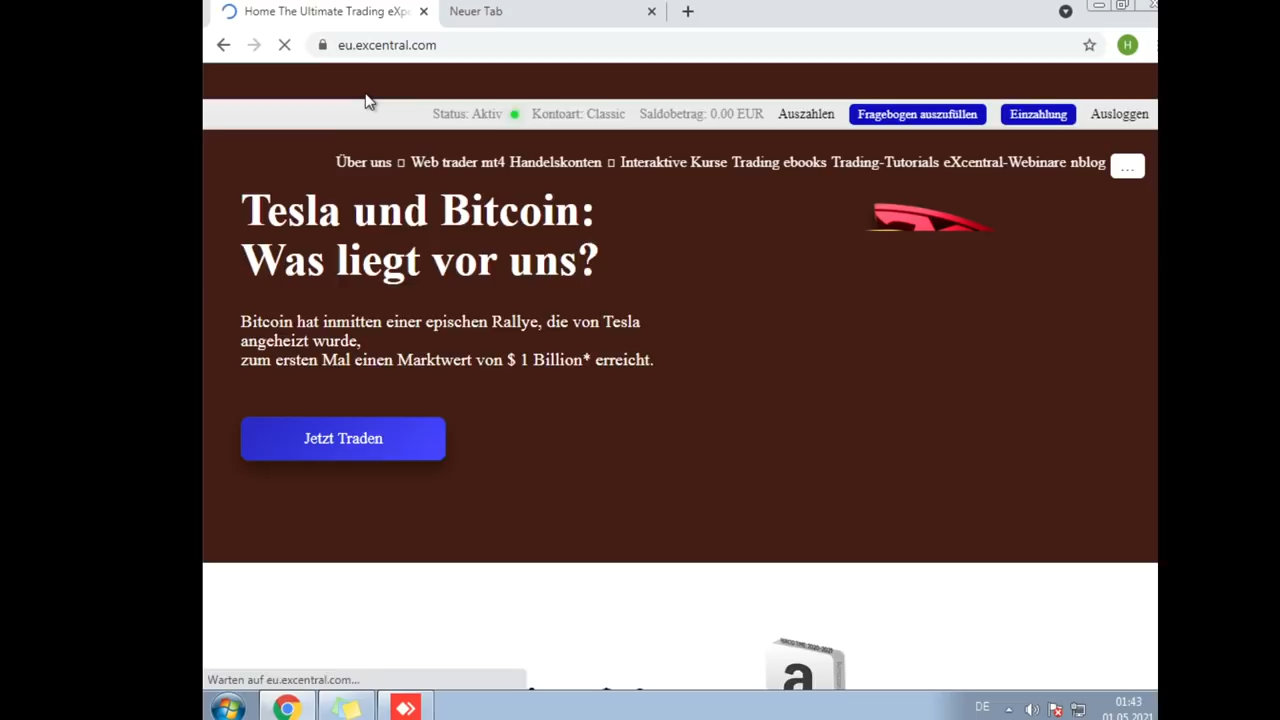 Home The Ultimate Trading eXp
Neuer Tab
eu.excentral.com
H
Status: Aktiv Kontoart: Classic Saldobetrag: 0.00 EUR Auszahlen Fragebogen auszufüllen Einzahlung Ausloggen
Über uns Web trader mt4 Handelskonten Interaktive Kurse Trading ebooks Trading-Tutorials eXcentral-Webinare nblog ...
Tesla und Bitcoin:
Was liegt vor uns?
Bitcoin hat inmitten einer epischen Rallye, die von Tesla
angeheizt wurde,
zum ersten Mal einen Marktwert von $ 1 Billion* erreicht.
Jetzt Traden
a
Warten auf eu.excentral.com...
DE
01:43
01.05.2021